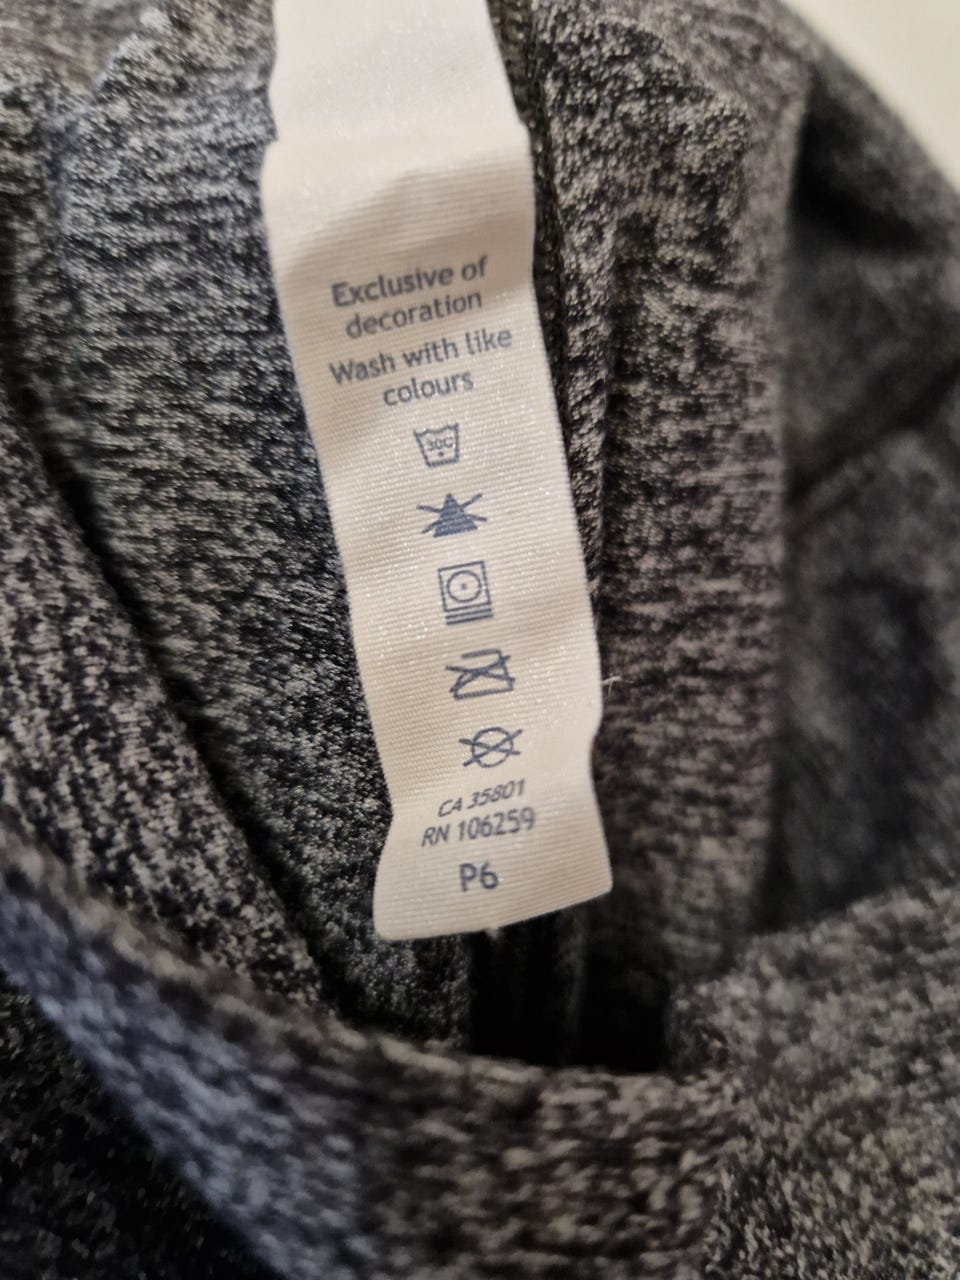 Exclusive of
decoration
Wash with like
colours
30C
CA 35801
RN 106259
P6